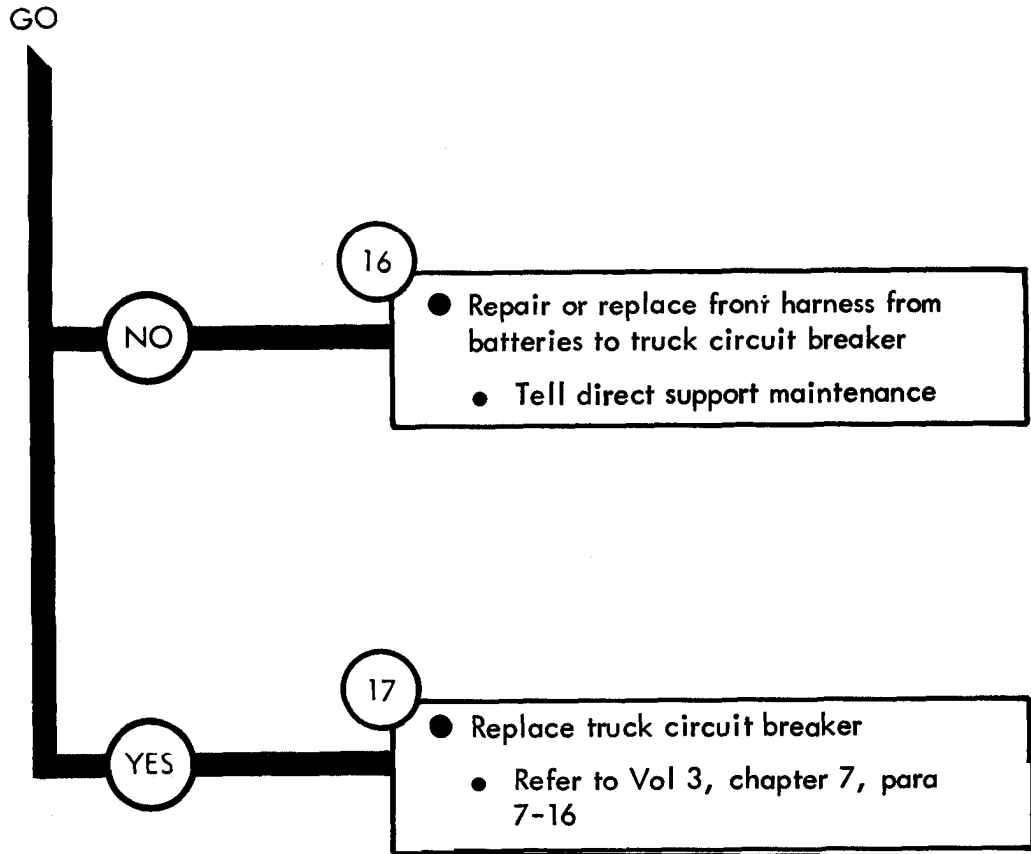 GO
16
● Repair or replace front harness from
batteries to truck circuit breaker
● Tell direct support maintenance
NO
17
● Replace truck circuit breaker
● Refer to Vol 3, chapter 7, para
7-16
YES